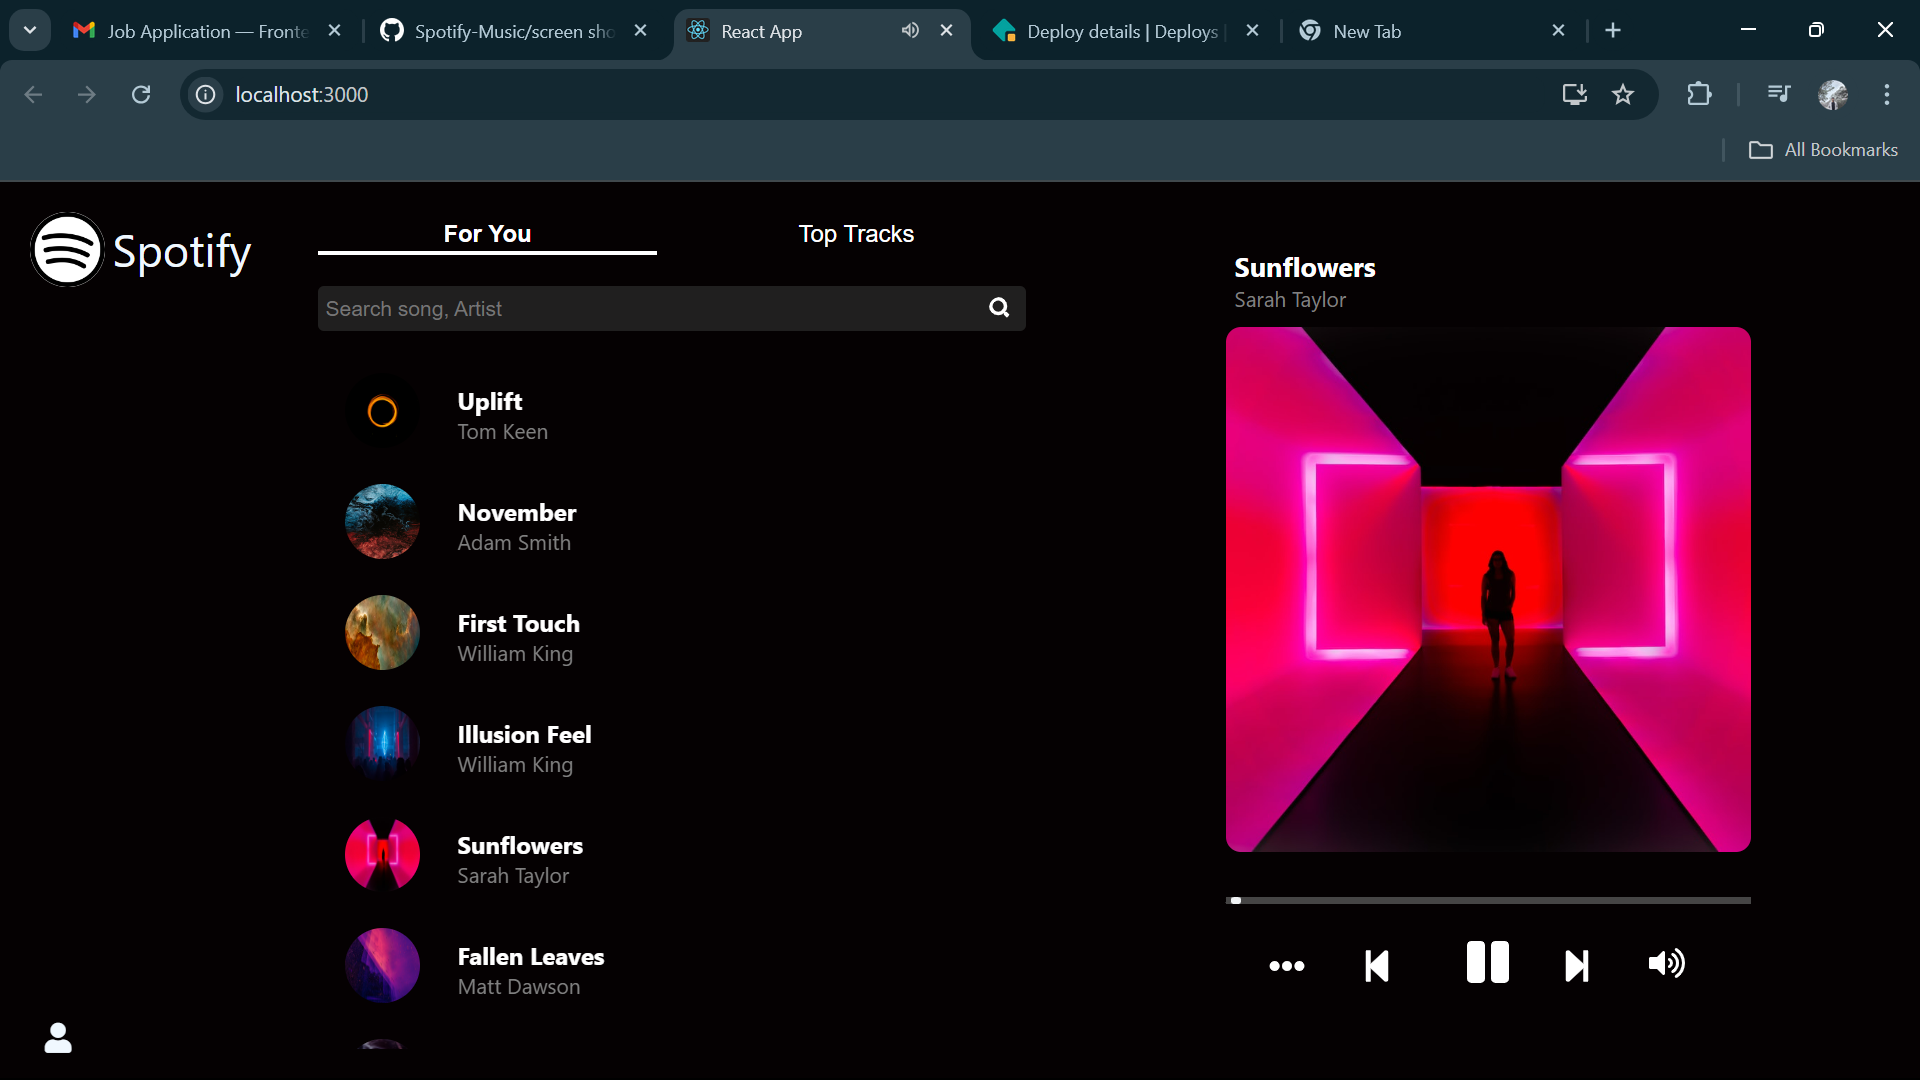 Job Application — Fronte
Spotify-Music/screen sho
React App
Deploy details | Deploys
New Tab
localhost:3000
All Bookmarks
Spotify
For You
Top Tracks
Search song, Artist
Uplift
Tom Keen
November
Adam Smith
First Touch
William King
Illusion Feel
William King
Sunflowers
Sarah Taylor
Fallen Leaves
Matt Dawson
Sunflowers
Sarah Taylor